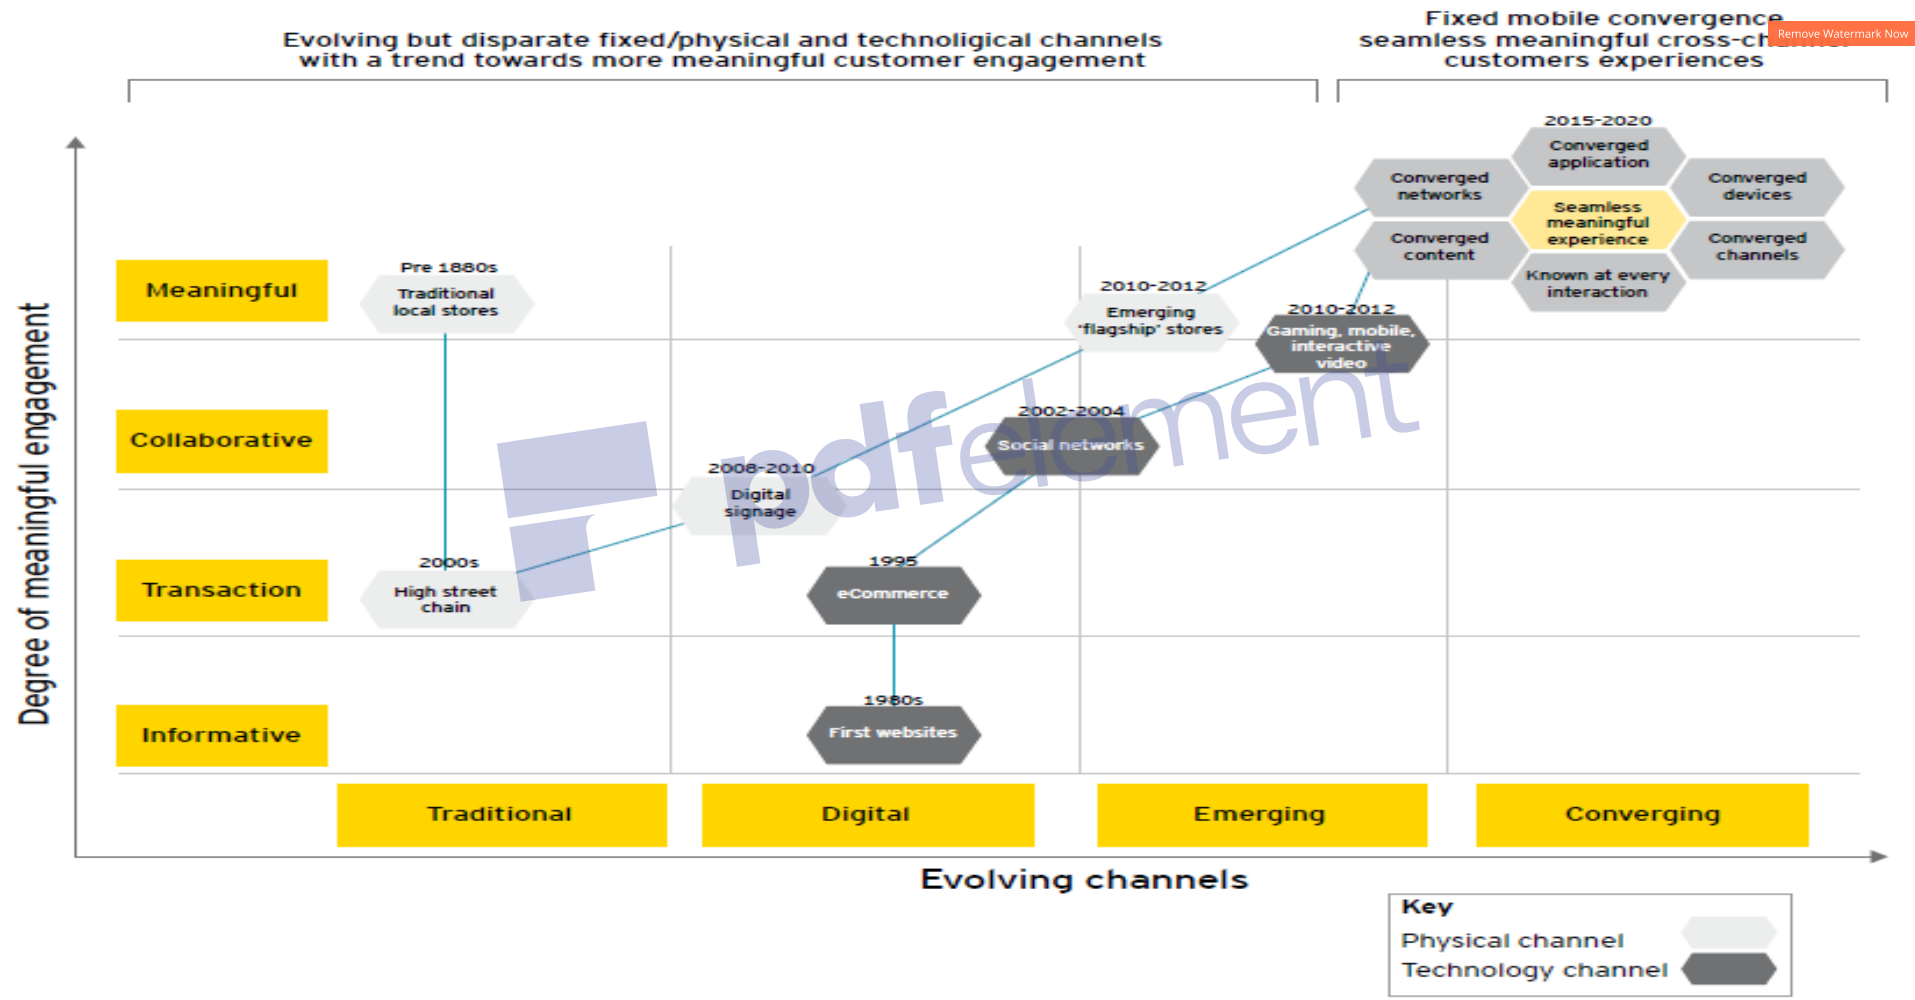 Evolving but disparate fixed/physical and technoligical channels
with a trend towards more meaningful customer engagement
Fixed mobile convergence
seamless meaningful cross-channel
customers experiences
Remove Watermark Now
2015-2020
Converged
application
Converged
networks
Converged
devices
Seamless
meaningful
experience
Converged
content
Converged
channels
Known at every
interaction
Degree of meaningful engagement
Meaningful
Pre 1880s
Traditional
local stores
2010-2012
Emerging
'flagship' stores
2010-2012
Gaming, mobile,
interactive
video
Collaborative
2002-2004
Social networks
2008-2010
Digital
signage
pdfelement
Transaction
2000s
High street
chain
1995
eCommerce
Informative
1980s
First websites
Traditional
Digital
Emerging
Converging
Evolving channels
Key
Physical channel
Technology channel